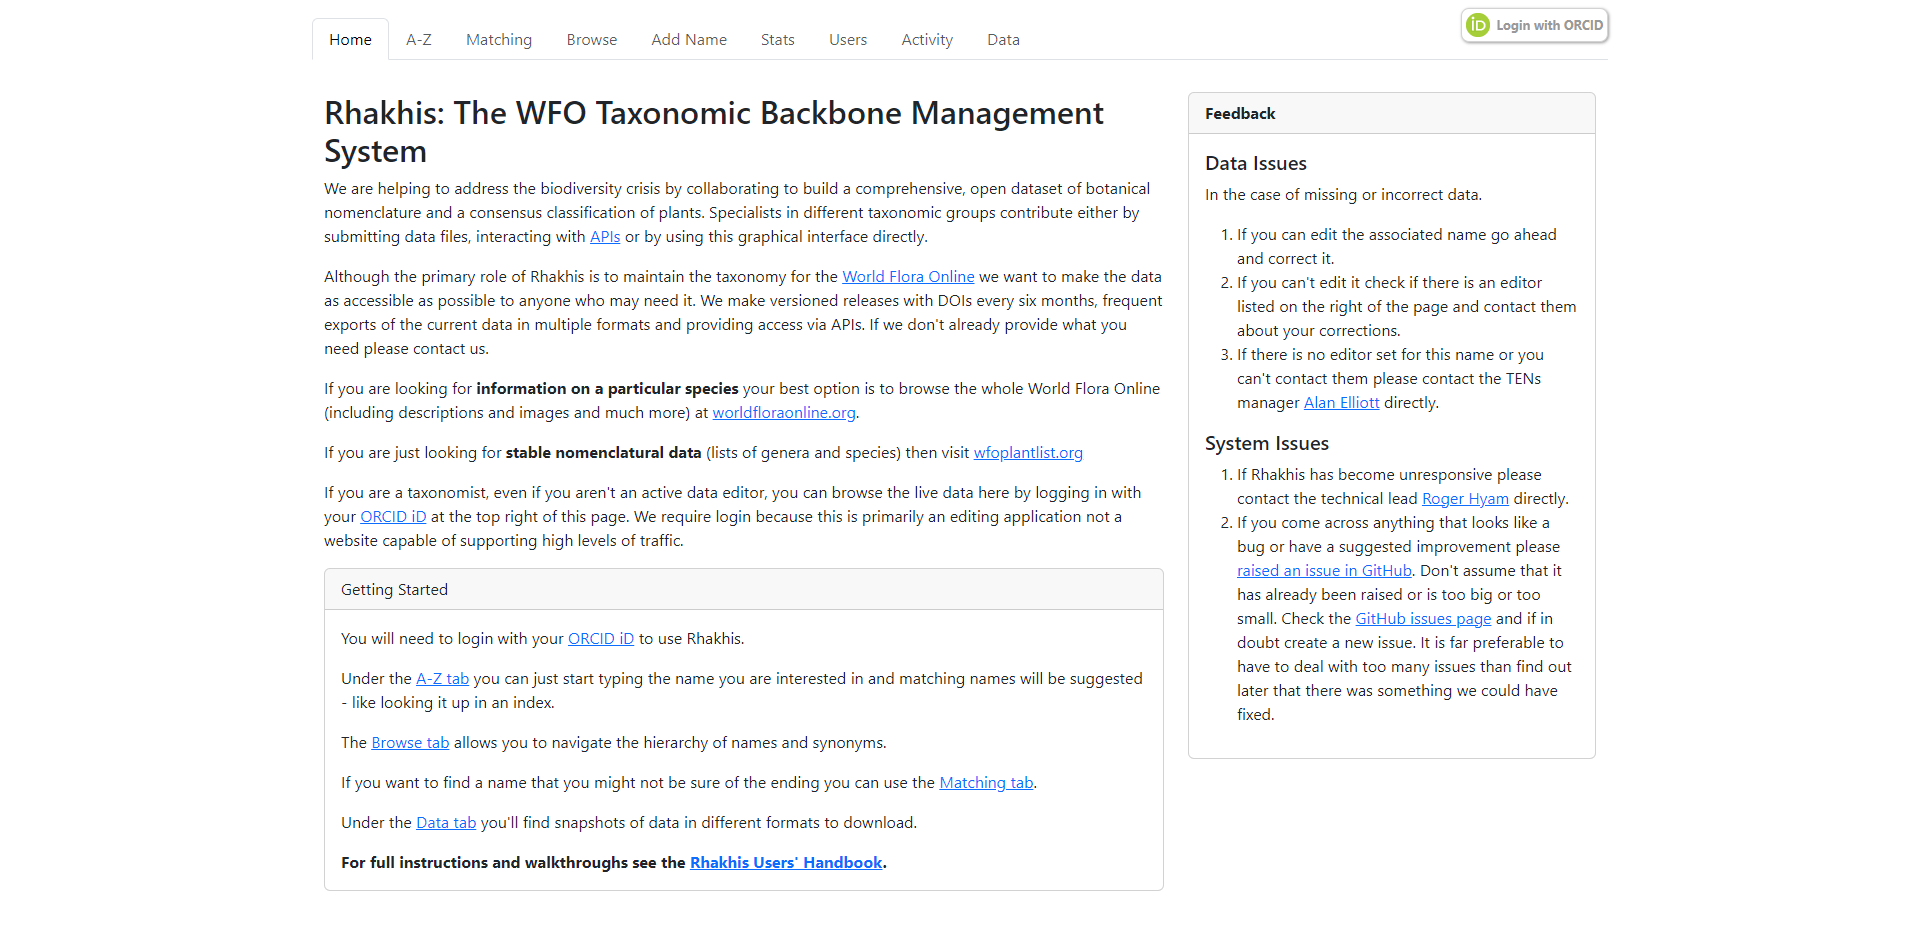 Home A-Z Matching Browse Add Name Stats Users Activity Data
iD Login with ORCID
Rhakhis: The WFO Taxonomic Backbone Management
System
We are helping to address the biodiversity crisis by collaborating to build a comprehensive, open dataset of botanical
nomenclature and a consensus classification of plants. Specialists in different taxonomic groups contribute either by
submitting data files, interacting with APIs or by using this graphical interface directly.
Although the primary role of Rhakhis is to maintain the taxonomy for the World Flora Online we want to make the data
as accessible as possible to anyone who may need it. We make versioned releases with DOIs every six months, frequent
exports of the current data in multiple formats and providing access via APIs. If we don't already provide what you
need please contact us.
If you are looking for information on a particular species your best option is to browse the whole World Flora Online
(including descriptions and images and much more) at worldfloraonline.org.
If you are just looking for stable nomenclatural data (lists of genera and species) then visit wfoplantlist.org
If you are a taxonomist, even if you aren't an active data editor, you can browse the live data here by logging in with
your ORCID iD at the top right of this page. We require login because this is primarily an editing application not a
website capable of supporting high levels of traffic.
Getting Started
You will need to login with your ORCID iD to use Rhakhis.
Under the A-Z tab you can just start typing the name you are interested in and matching names will be suggested
- like looking it up in an index.
The Browse tab allows you to navigate the hierarchy of names and synonyms.
If you want to find a name that you might not be sure of the ending you can use the Matching tab.
Under the Data tab you'll find snapshots of data in different formats to download.
For full instructions and walkthroughs see the Rhakhis Users' Handbook.
Feedback
Data Issues
In the case of missing or incorrect data.
1. If you can edit the associated name go ahead
and correct it.
2. If you can't edit it check if there is an editor
listed on the right of the page and contact them
about your corrections.
3. If there is no editor set for this name or you
can't contact them please contact the TENs
manager Alan Elliott directly.
System Issues
1. If Rhakhis has become unresponsive please
contact the technical lead Roger Hyam directly.
2. If you come across anything that looks like a
bug or have a suggested improvement please
raised an issue in GitHub. Don't assume that it
has already been raised or is too big or too
small. Check the GitHub issues page and if in
doubt create a new issue. It is far preferable to
have to deal with too many issues than find out
later that there was something we could have
fixed.